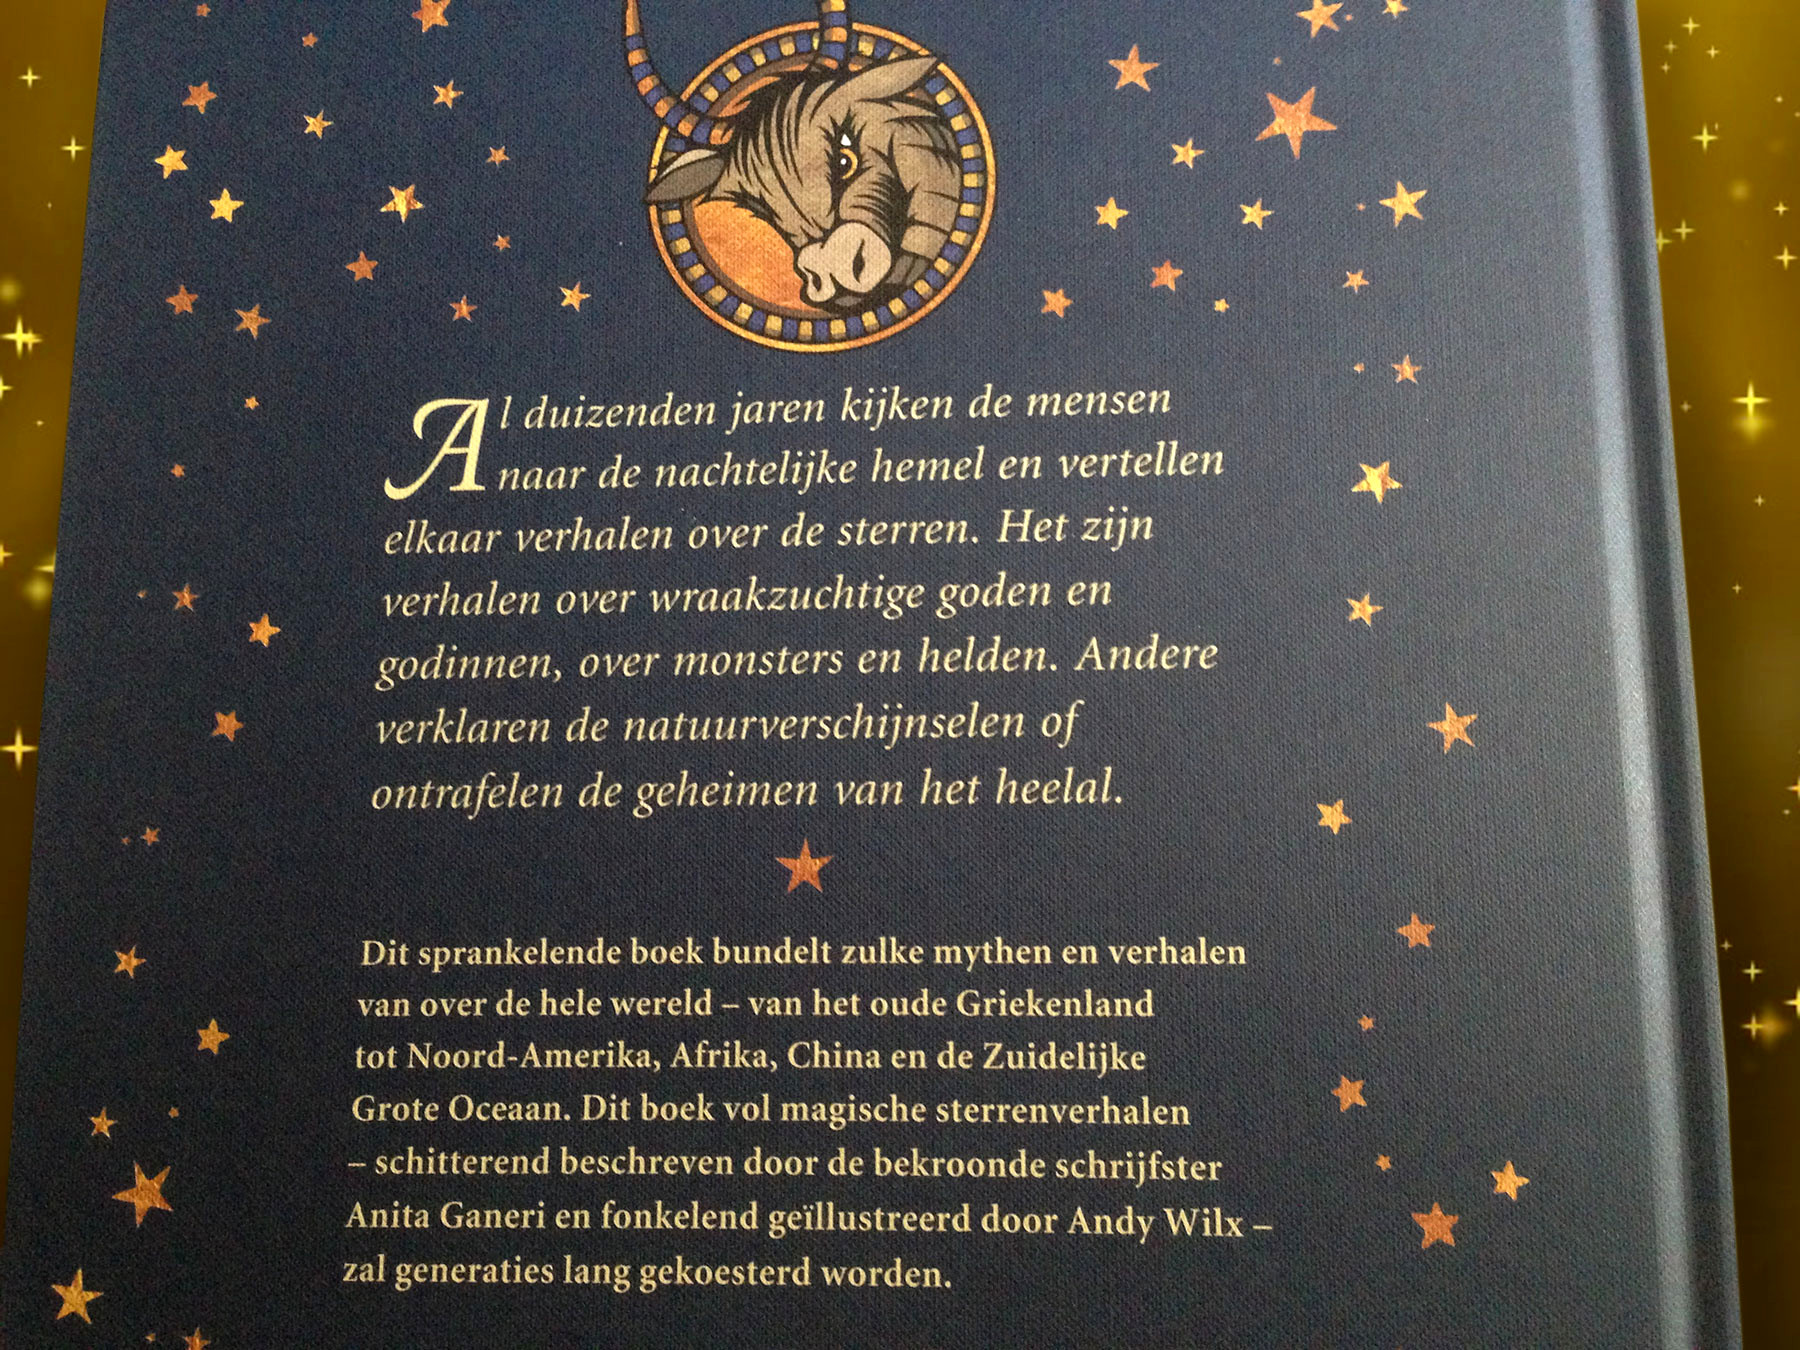 Al duizenden jaren kijken de mensen
naar de nachtelijke hemel en vertellen
elkaar verhalen over de sterren. Het zijn
verhalen over wraakzuchtige goden en
godinnen, over monsters en helden. Andere
verklaren de natuurverschijnselen of
ontrafelen de geheimen van het heelal.
Dit sprankelende boek bundelt zulke mythen en verhalen
van over de hele wereld – van het oude Griekenland
tot Noord-Amerika, Afrika, China en de Zuidelijke
Grote Oceaan. Dit boek vol magische sterrenverhalen
– schitterend beschreven door de bekroonde schrijfster
Anita Ganeri en fonkelend geïllustreerd door Andy Wilx –
zal generaties lang gekoesterd worden.